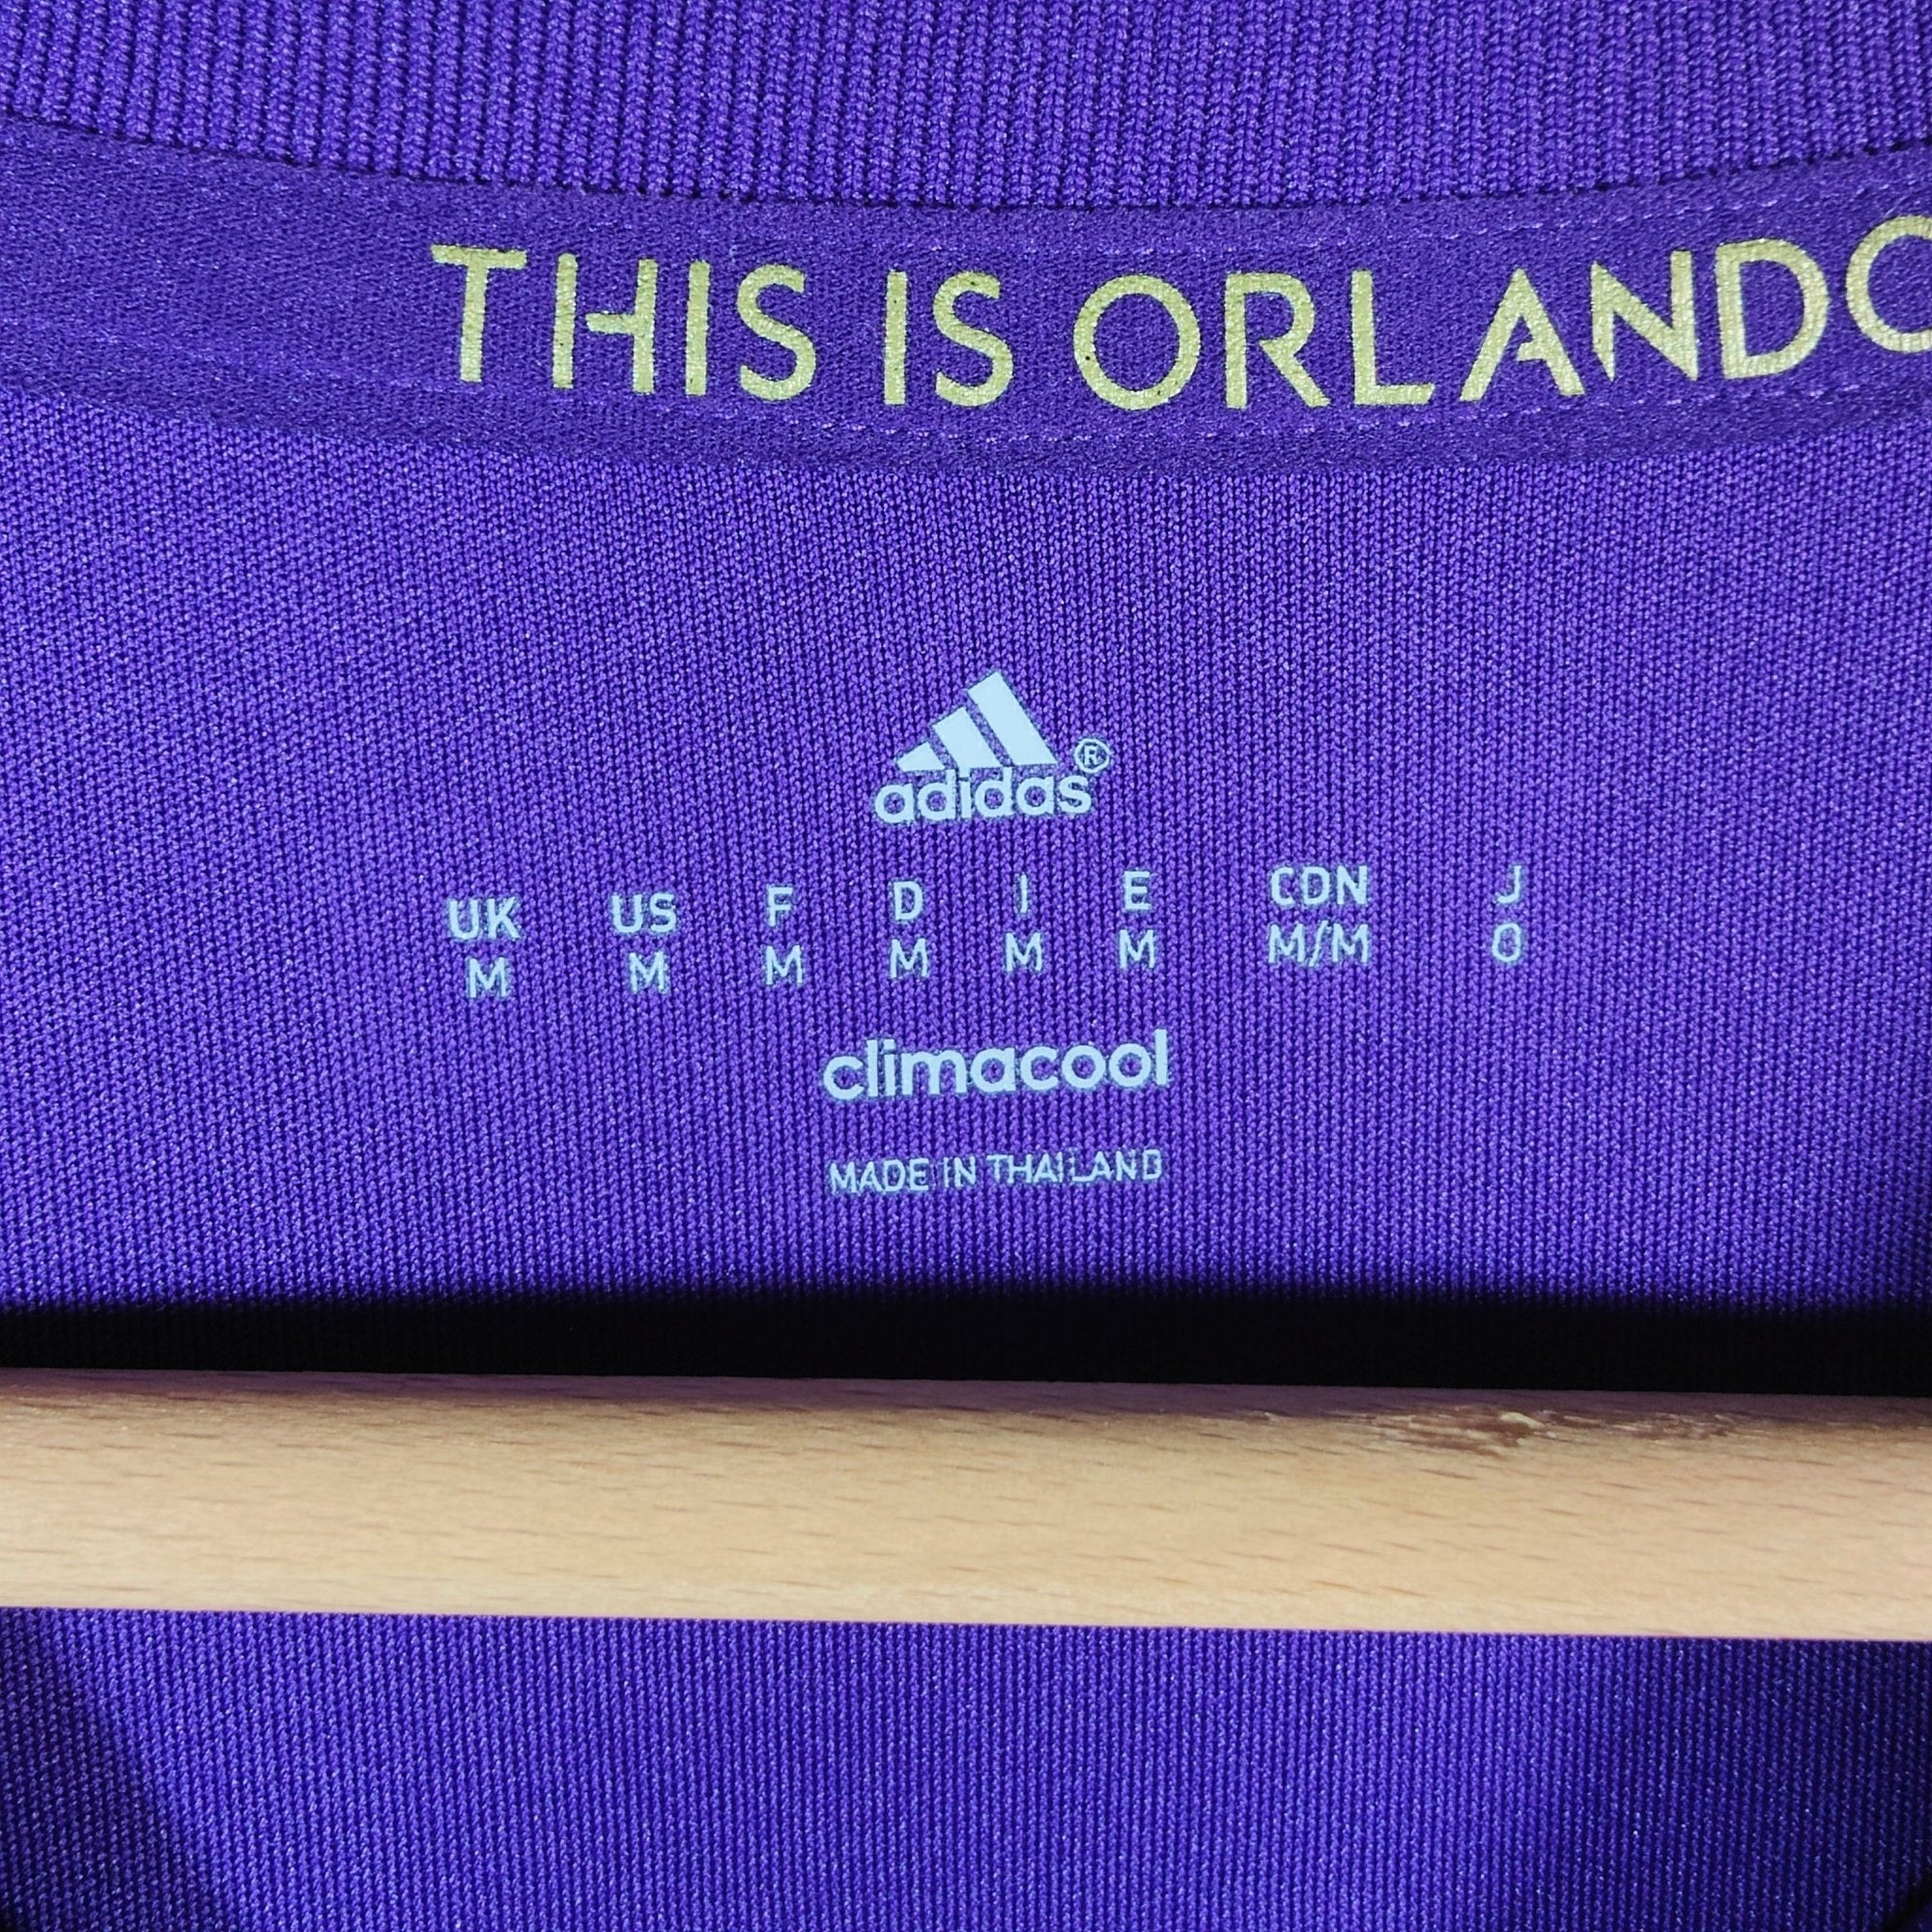 THIS IS ORLANDO
adidas®
UK US F D I E CDN J
M M M M M M M/M O
climacool
MADE IN THAILAND